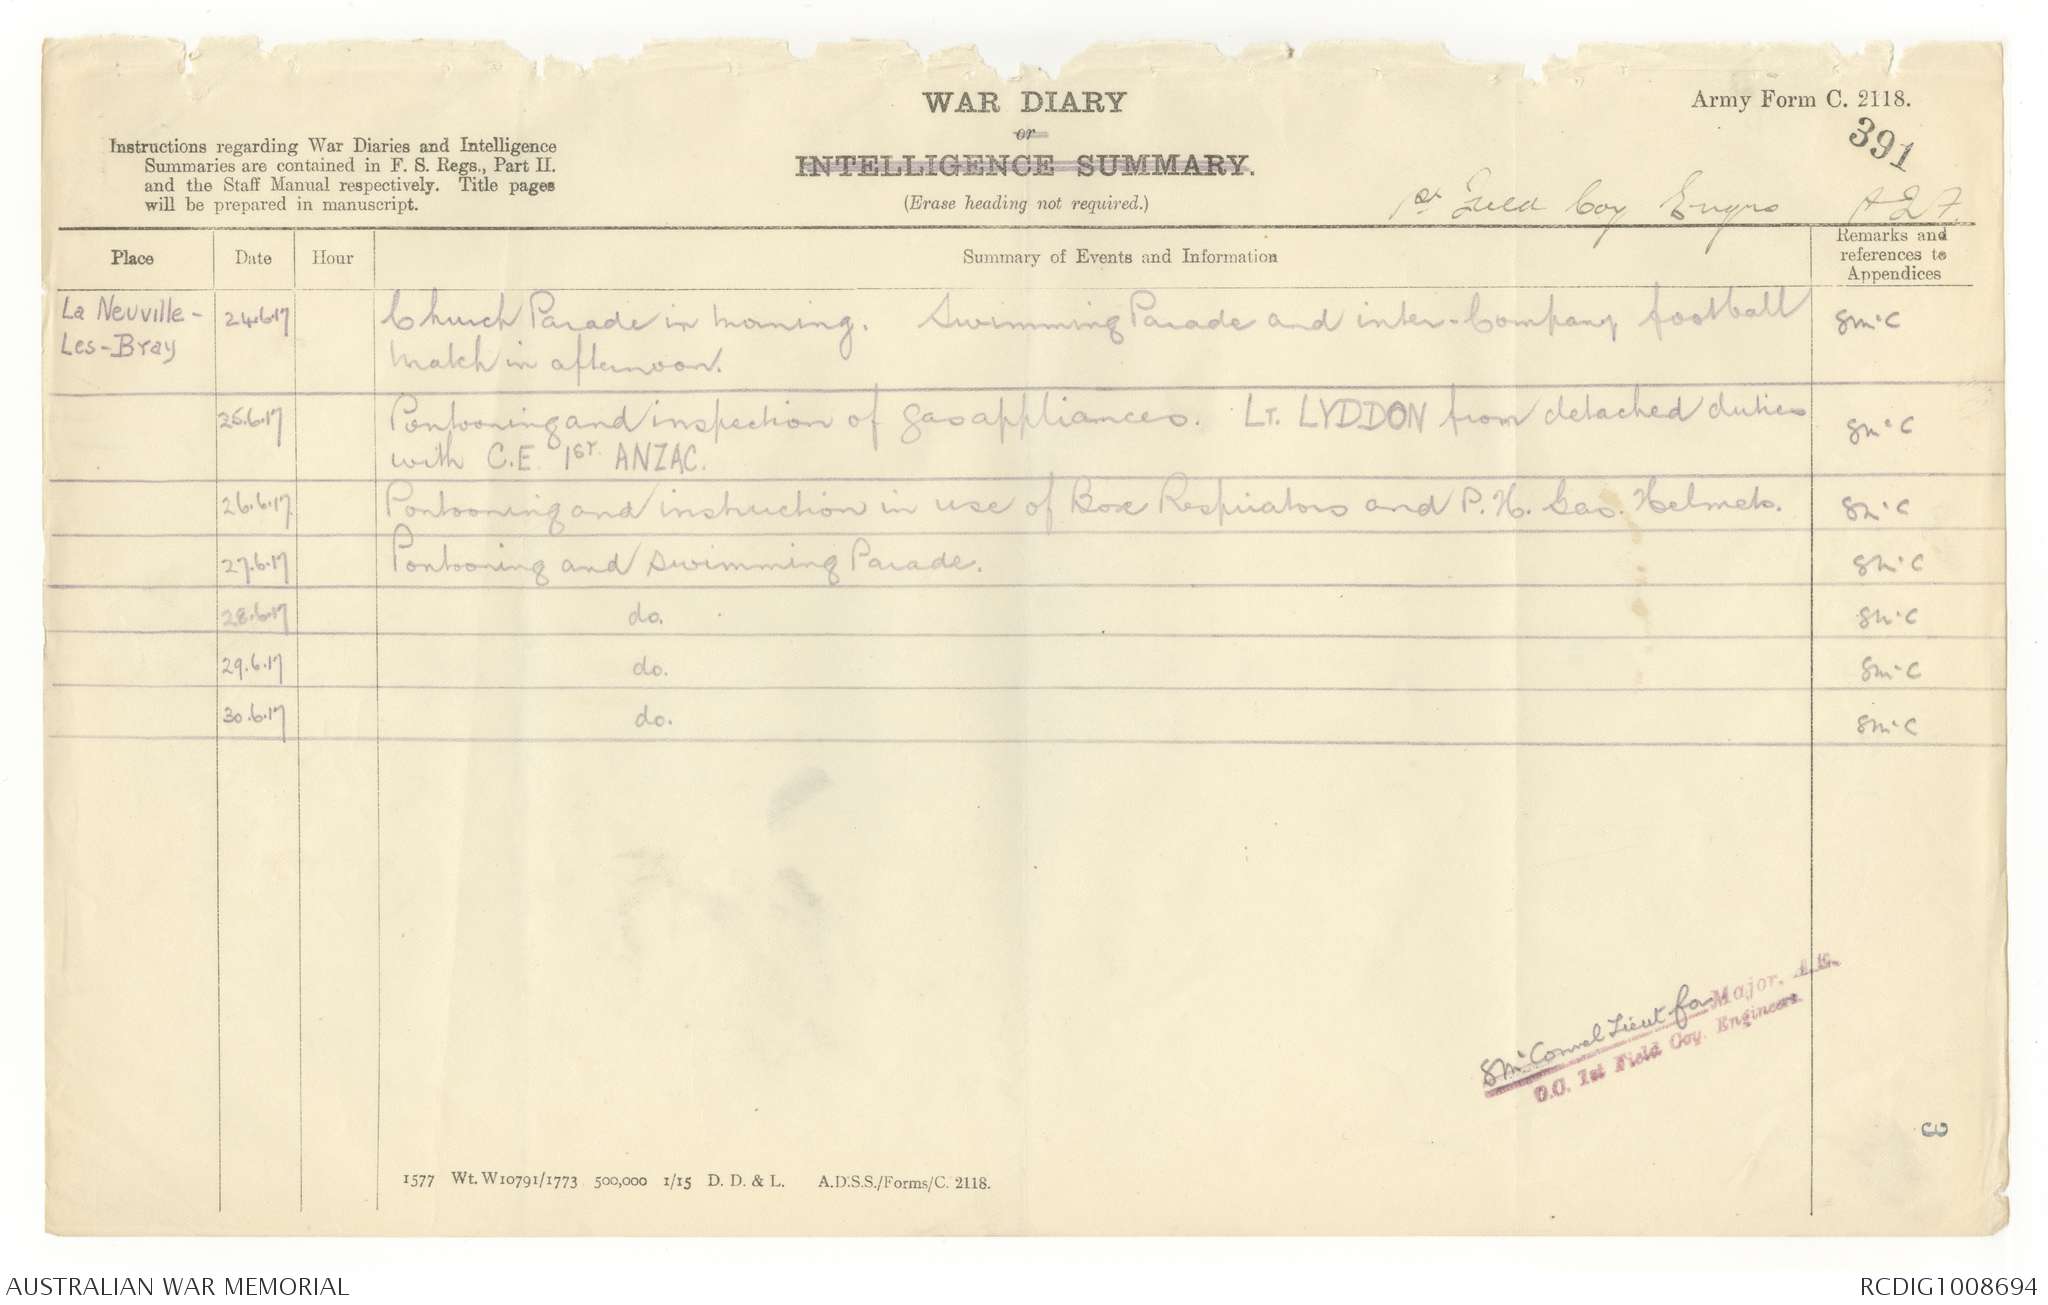 WAR DIARY
or
INTELLIGENCE SUMMARY.
(Erase heading not required.)
Army Form C. 2118.
391
Instructions regarding War Diaries and Intelligence
Summaries are contained in F. S. Regs., Part II.
and the Staff Manual respectively. Title pages
will be prepared in manuscript.
1st Field Coy Engrs A.I.F.
Place Date Hour Summary of Events and Information Remarks and references to Appendices
La Neuville-
Les-Bray
24.6.17 Church Parade in morning. Swimming Parade and inter-Company football SMcC
match in afternoon.
25.6.17 Pontooning and inspection of gas appliances. LT. LYDDON from detached duties SMcC
with C.E. 1ST ANZAC.
26.6.17 Pontooning and instruction in use of Box Respirators and P.H. Gas. Helmets. SMcC
27.6.17 Pontooning and swimming Parade. SMcC
28.6.17 do. SMcC
29.6.17 do. SMcC
30.6.17 do. SMcC
SMcConnel Lieut for Major, A.E.
O.C. 1st Field Coy. Engineers
3
1577 Wt. W10791/1773 500,000 1/15 D. D. & L. A.D.S.S./Forms/C. 2118.
AUSTRALIAN WAR MEMORIAL
RCDIG1008694